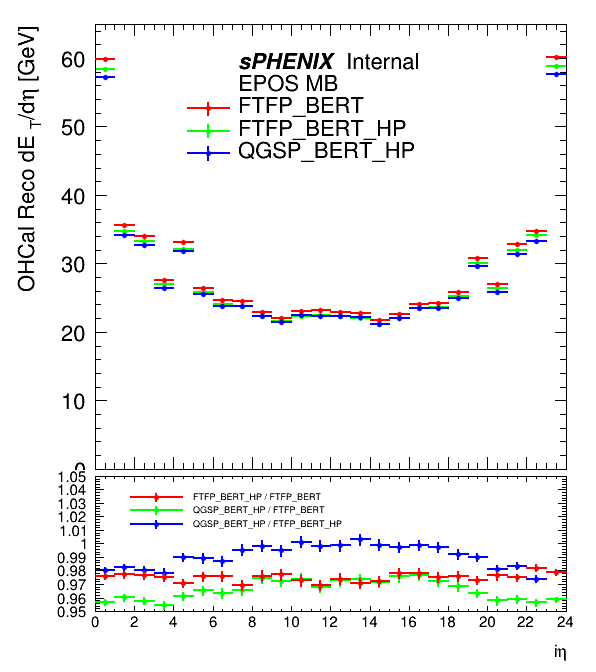 OHCal Reco dE_T/dη [GeV]
sPHENIX Internal
EPOS MB
FTFP_BERT
FTFP_BERT_HP
QGSP_BERT_HP
60
50
40
30
20
10
0
1.05
1.04
1.03
1.02
1.01
1
0.99
0.98
0.97
0.96
0.95
FTFP_BERT_HP / FTFP_BERT
QGSP_BERT_HP / FTFP_BERT
QGSP_BERT_HP / FTFP_BERT_HP
0 2 4 6 8 10 12 14 16 18 20 22 24
iη